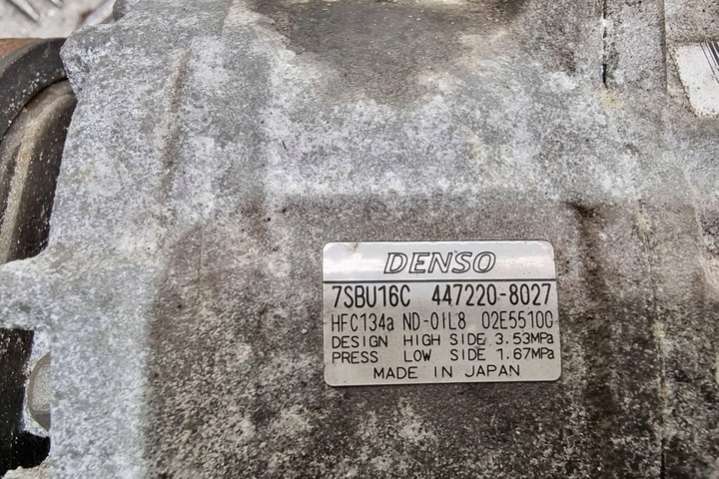 DENSO
7SBU16C 447220-8027
HFC134a ND-OIL8 02E55100
DESIGN HIGH SIDE 3.53MPa
PRESS LOW SIDE 1.67MPa
MADE IN JAPAN